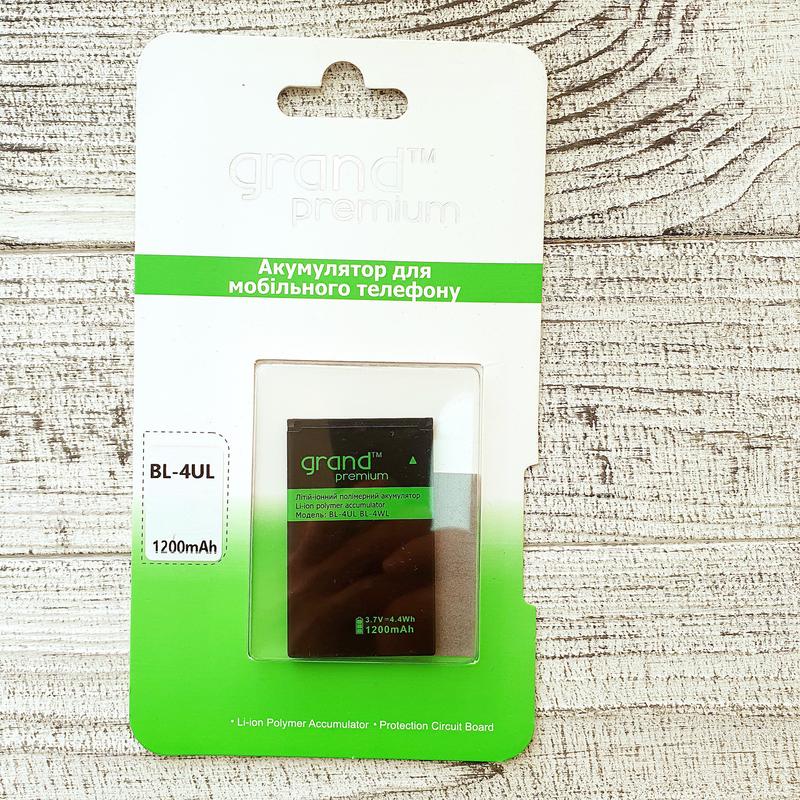 grand™
premium
Акумулятор для
мобільного телефону
BL-4UL
1200mAh
grand™
premium
Літій-іонний полімерний акумулятор
Li-ion polymer accumulator
Модель: BL-4UL BL-4WL
3.7V=4.4Wh
1200mAh
• Li-ion Polymer Accumulator • Protection Circuit Board